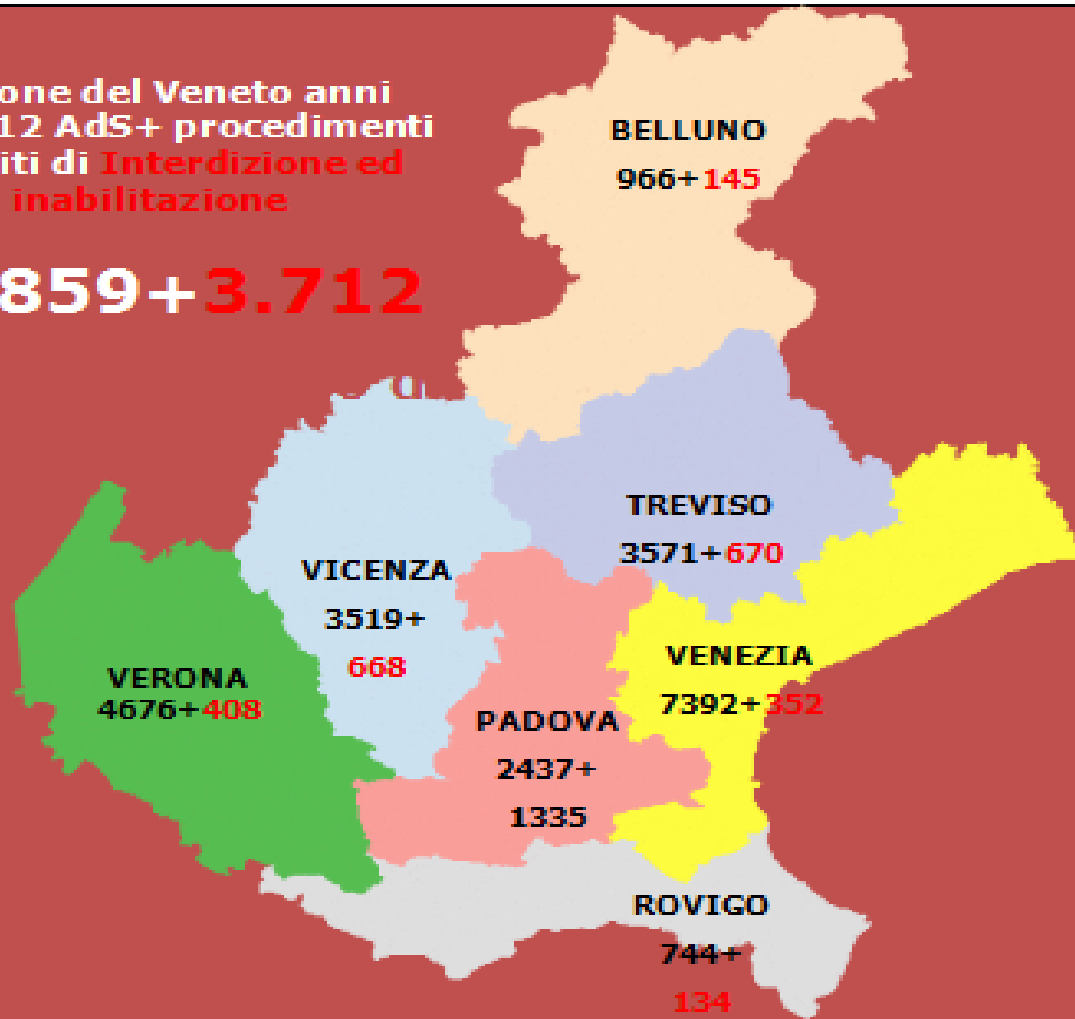 one del Veneto anni
12 AdS+ procedimenti
iti di Interdizione ed
inabilitazione
859+3.712
BELLUNO
966+145
TREVISO
3571+670
VICENZA
3519+
668
VENEZIA
7392+352
VERONA
4676+408
PADOVA
2437+
1335
ROVIGO
744+
134